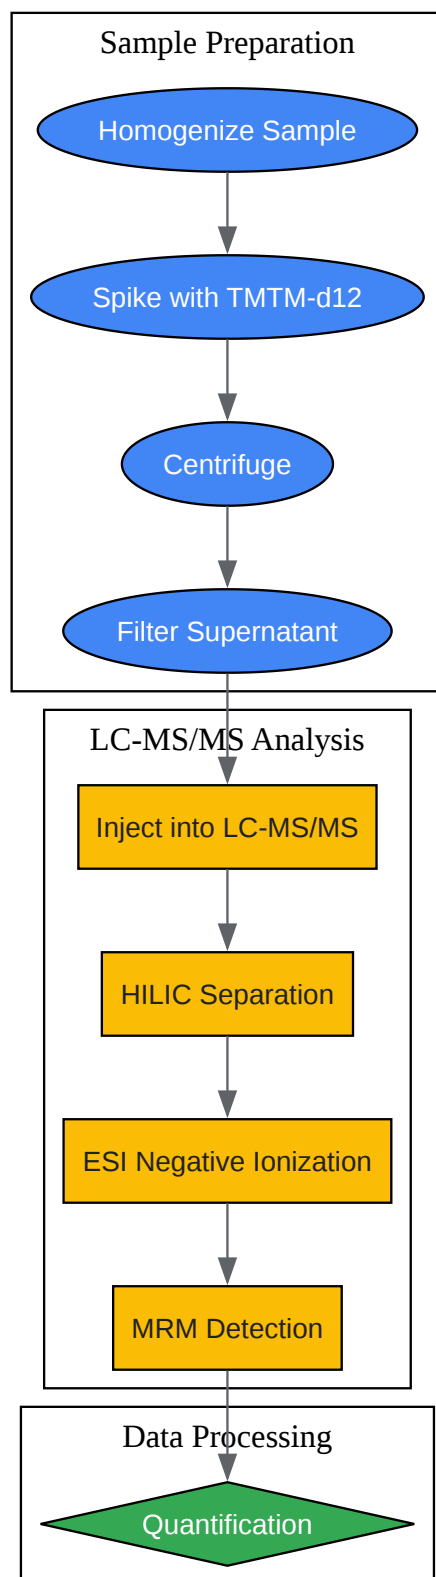 Sample Preparation
Homogenize Sample
Spike with TMTM-d12
Centrifuge
Filter Supernatant
LC-MS/MS Analysis
Inject into LC-MS/MS
HILIC Separation
ESI Negative Ionization
MRM Detection
Data Processing
Quantification